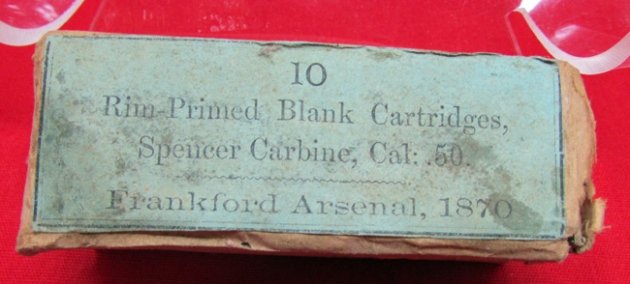 10
Rim-Primed Blank Cartridges,
Spencer Carbine, Cal: .50.
Frankford Arsenal, 1870